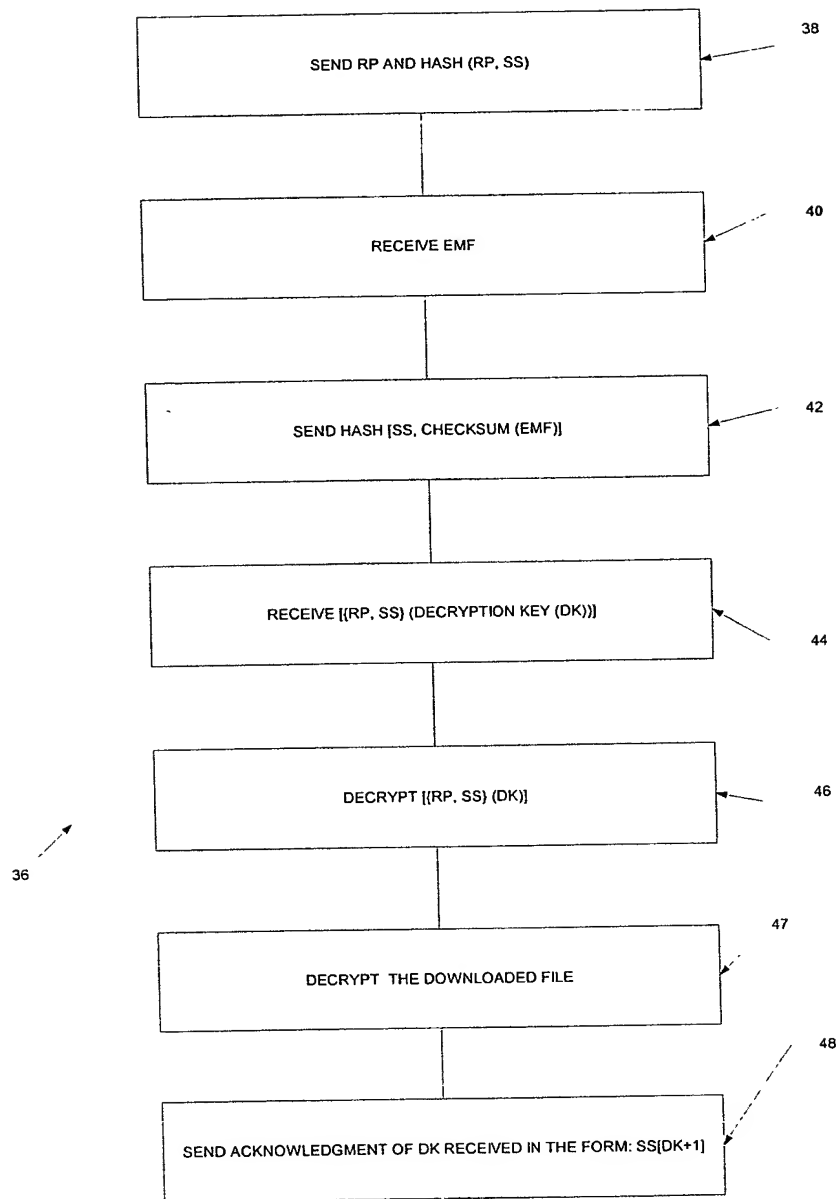 38
SEND RP AND HASH (RP, SS)
40
RECEIVE EMF
42
SEND HASH [SS, CHECKSUM (EMF)]
RECEIVE [{RP, SS} (DECRYPTION KEY (DK))]
44
DECRYPT [{RP, SS} (DK)]
46
36
47
DECRYPT THE DOWNLOADED FILE
48
SEND ACKNOWLEDGMENT OF DK RECEIVED IN THE FORM: SS[DK+1]